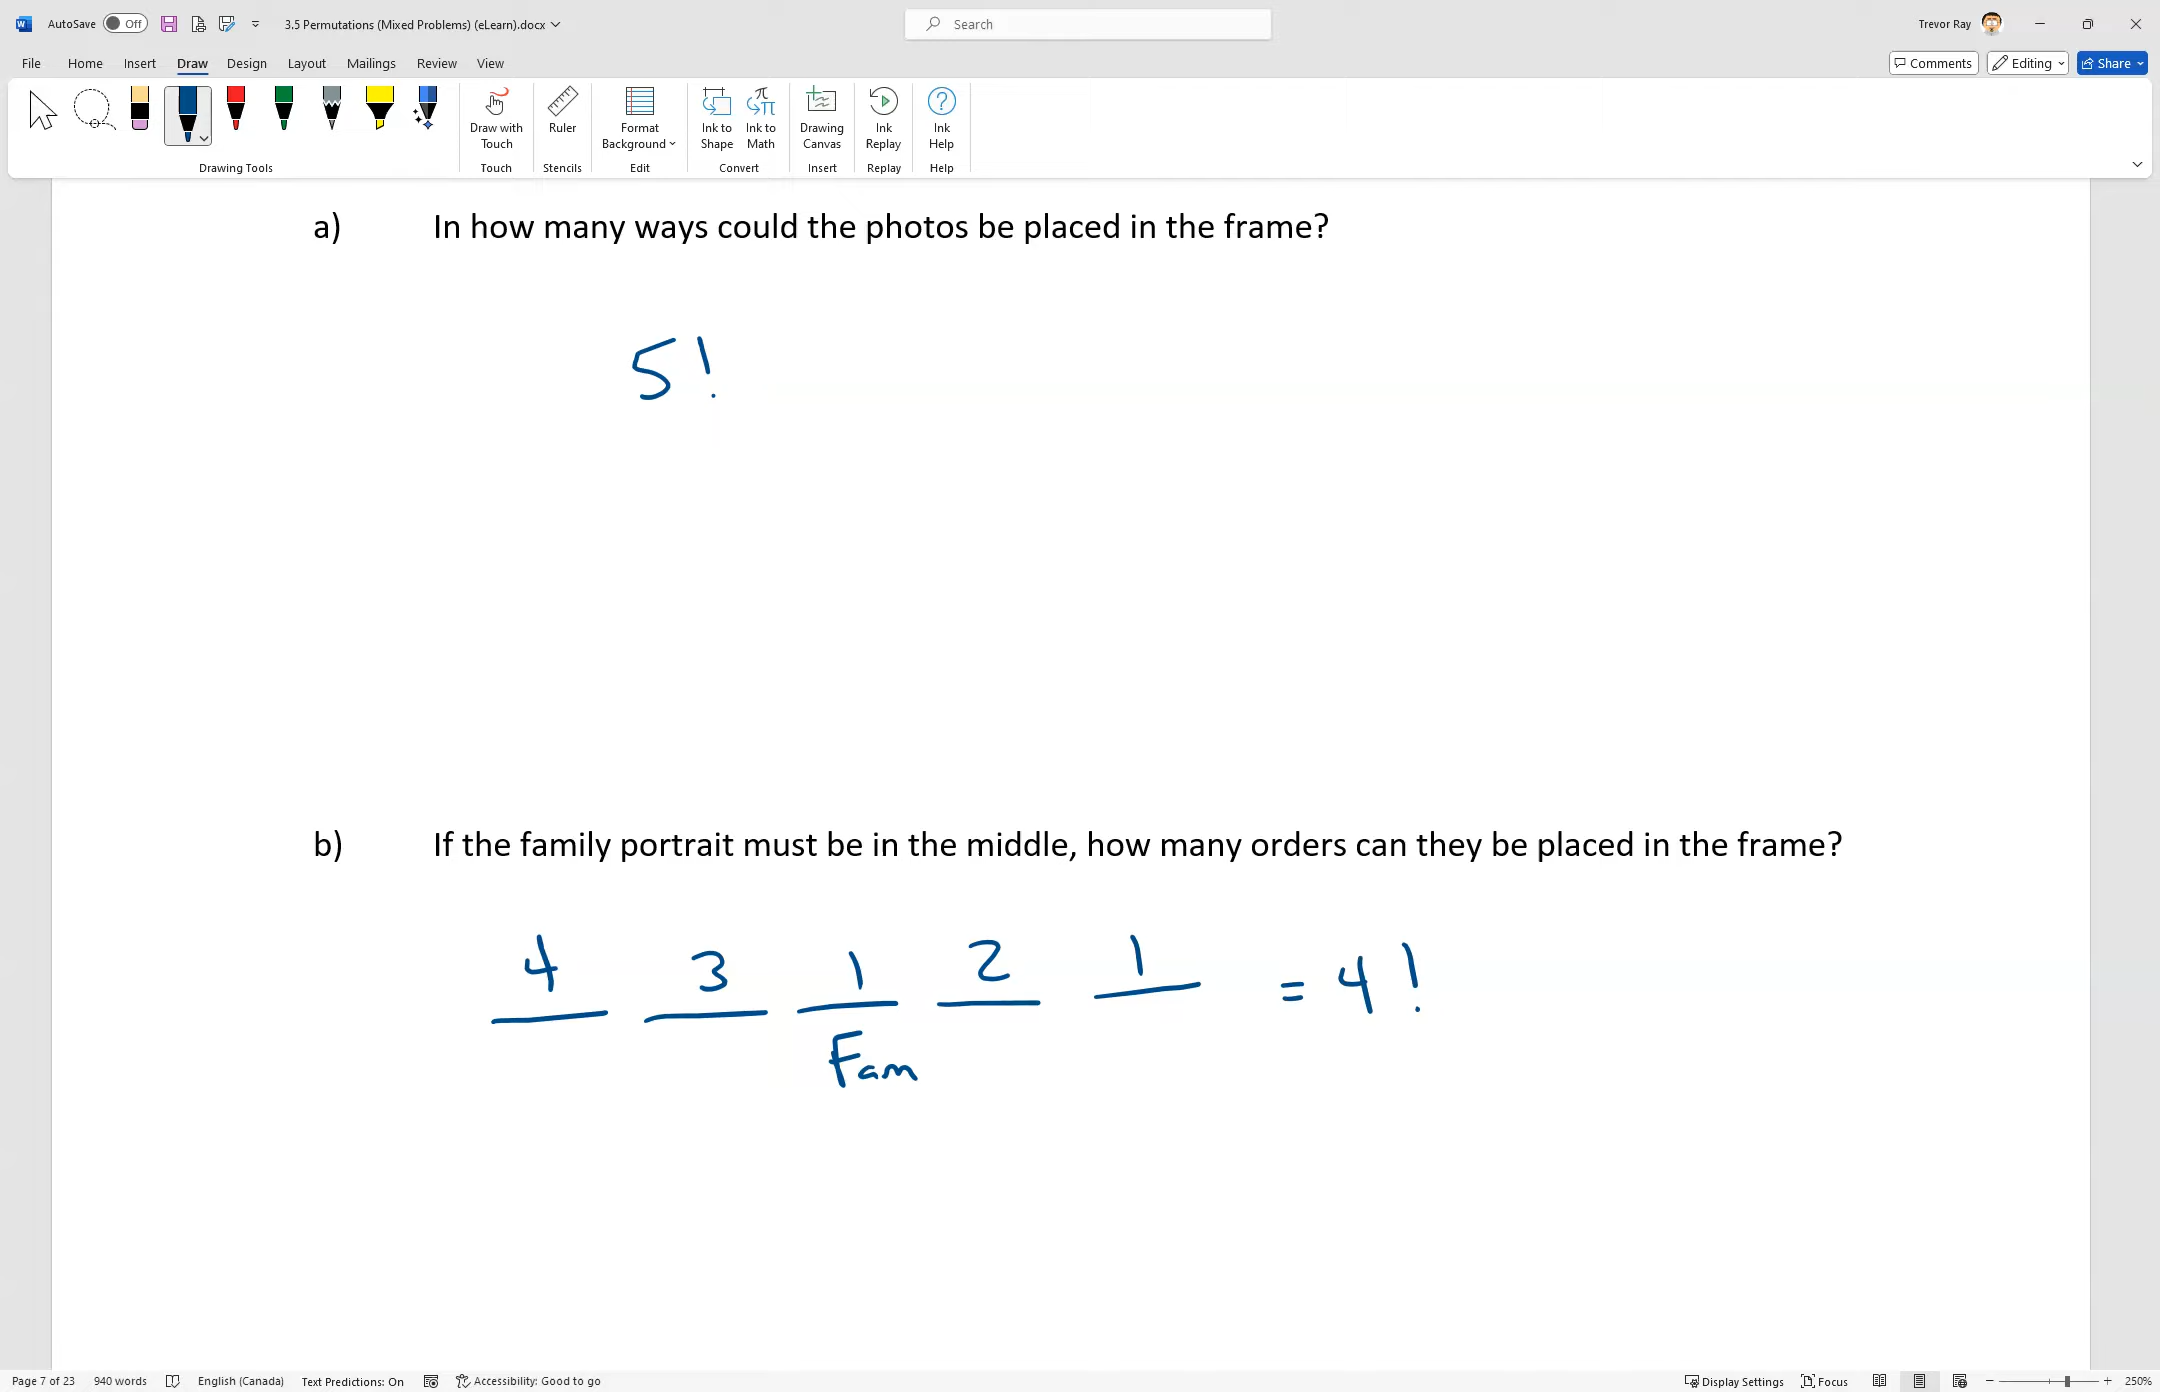 AutoSave Off 3.5 Permutations (Mixed Problems) (eLearn).docx Search Trevor Ray
File Home Insert Draw Design Layout Mailings Review View Comments Editing Share
Draw with Touch Ruler Format Background Ink to Shape Ink to Math Drawing Canvas Ink Replay Ink Help
Drawing Tools Touch Stencils Edit Convert Insert Replay Help
a) In how many ways could the photos be placed in the frame?
5!
b) If the family portrait must be in the middle, how many orders can they be placed in the frame?
4 3 1 2 1 = 4!
Fam
Page 7 of 23 940 words English (Canada) Text Predictions: On Accessibility: Good to go Display Settings Focus 250%